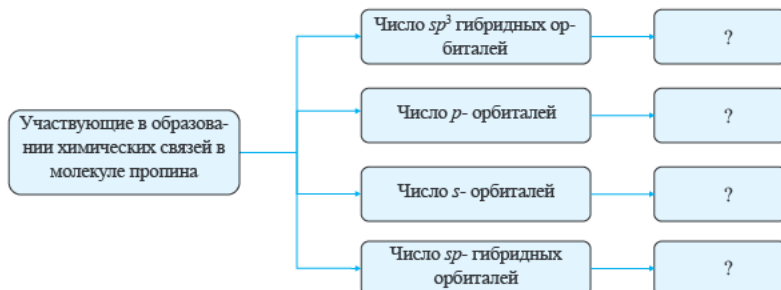 Участвующие в образова-
нии химических связей в
молекуле пропина
Число sp³ гибридных ор-
биталей
?
Число p- орбиталей
?
Число s- орбиталей
?
Число sp- гибридных
орбиталей
?